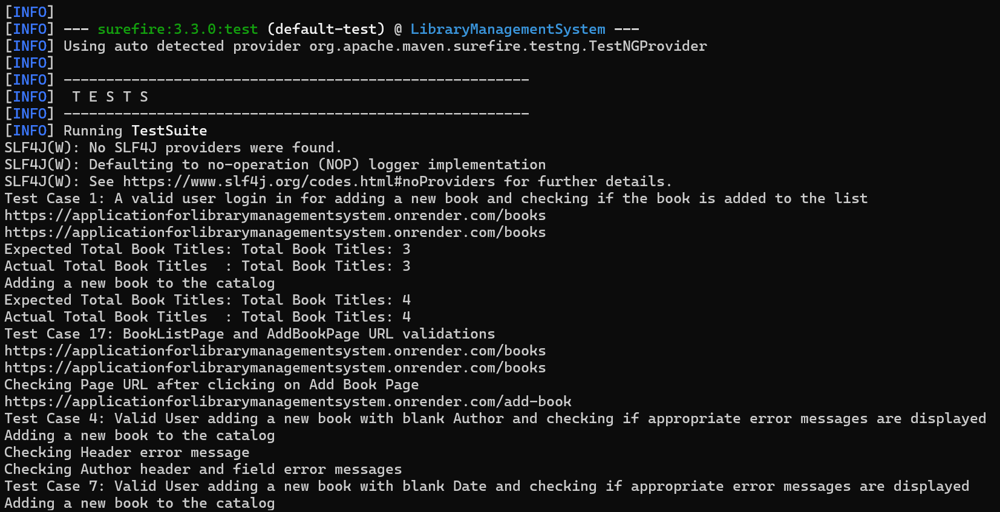 [INFO]
[INFO] --- surefire:3.3.0:test (default-test) @ LibraryManagementSystem ---
[INFO] Using auto detected provider org.apache.maven.surefire.testng.TestNGProvider
[INFO]
[INFO] -------------------------------------------------------
[INFO]  T E S T S
[INFO] -------------------------------------------------------
[INFO] Running TestSuite
SLF4J(W): No SLF4J providers were found.
SLF4J(W): Defaulting to no-operation (NOP) logger implementation
SLF4J(W): See https://www.slf4j.org/codes.html#noProviders for further details.
Test Case 1: A valid user login in for adding a new book and checking if the book is added to the list
https://applicationforlibrarymanagementsystem.onrender.com/books
https://applicationforlibrarymanagementsystem.onrender.com/books
Expected Total Book Titles: Total Book Titles: 3
Actual Total Book Titles  : Total Book Titles: 3
Adding a new book to the catalog
Expected Total Book Titles: Total Book Titles: 4
Actual Total Book Titles  : Total Book Titles: 4
Test Case 17: BookListPage and AddBookPage URL validations
https://applicationforlibrarymanagementsystem.onrender.com/books
https://applicationforlibrarymanagementsystem.onrender.com/books
Checking Page URL after clicking on Add Book Page
https://applicationforlibrarymanagementsystem.onrender.com/add-book
Test Case 4: Valid User adding a new book with blank Author and checking if appropriate error messages are displayed
Adding a new book to the catalog
Checking Header error message
Checking Author header and field error messages
Test Case 7: Valid User adding a new book with blank Date and checking if appropriate error messages are displayed
Adding a new book to the catalog